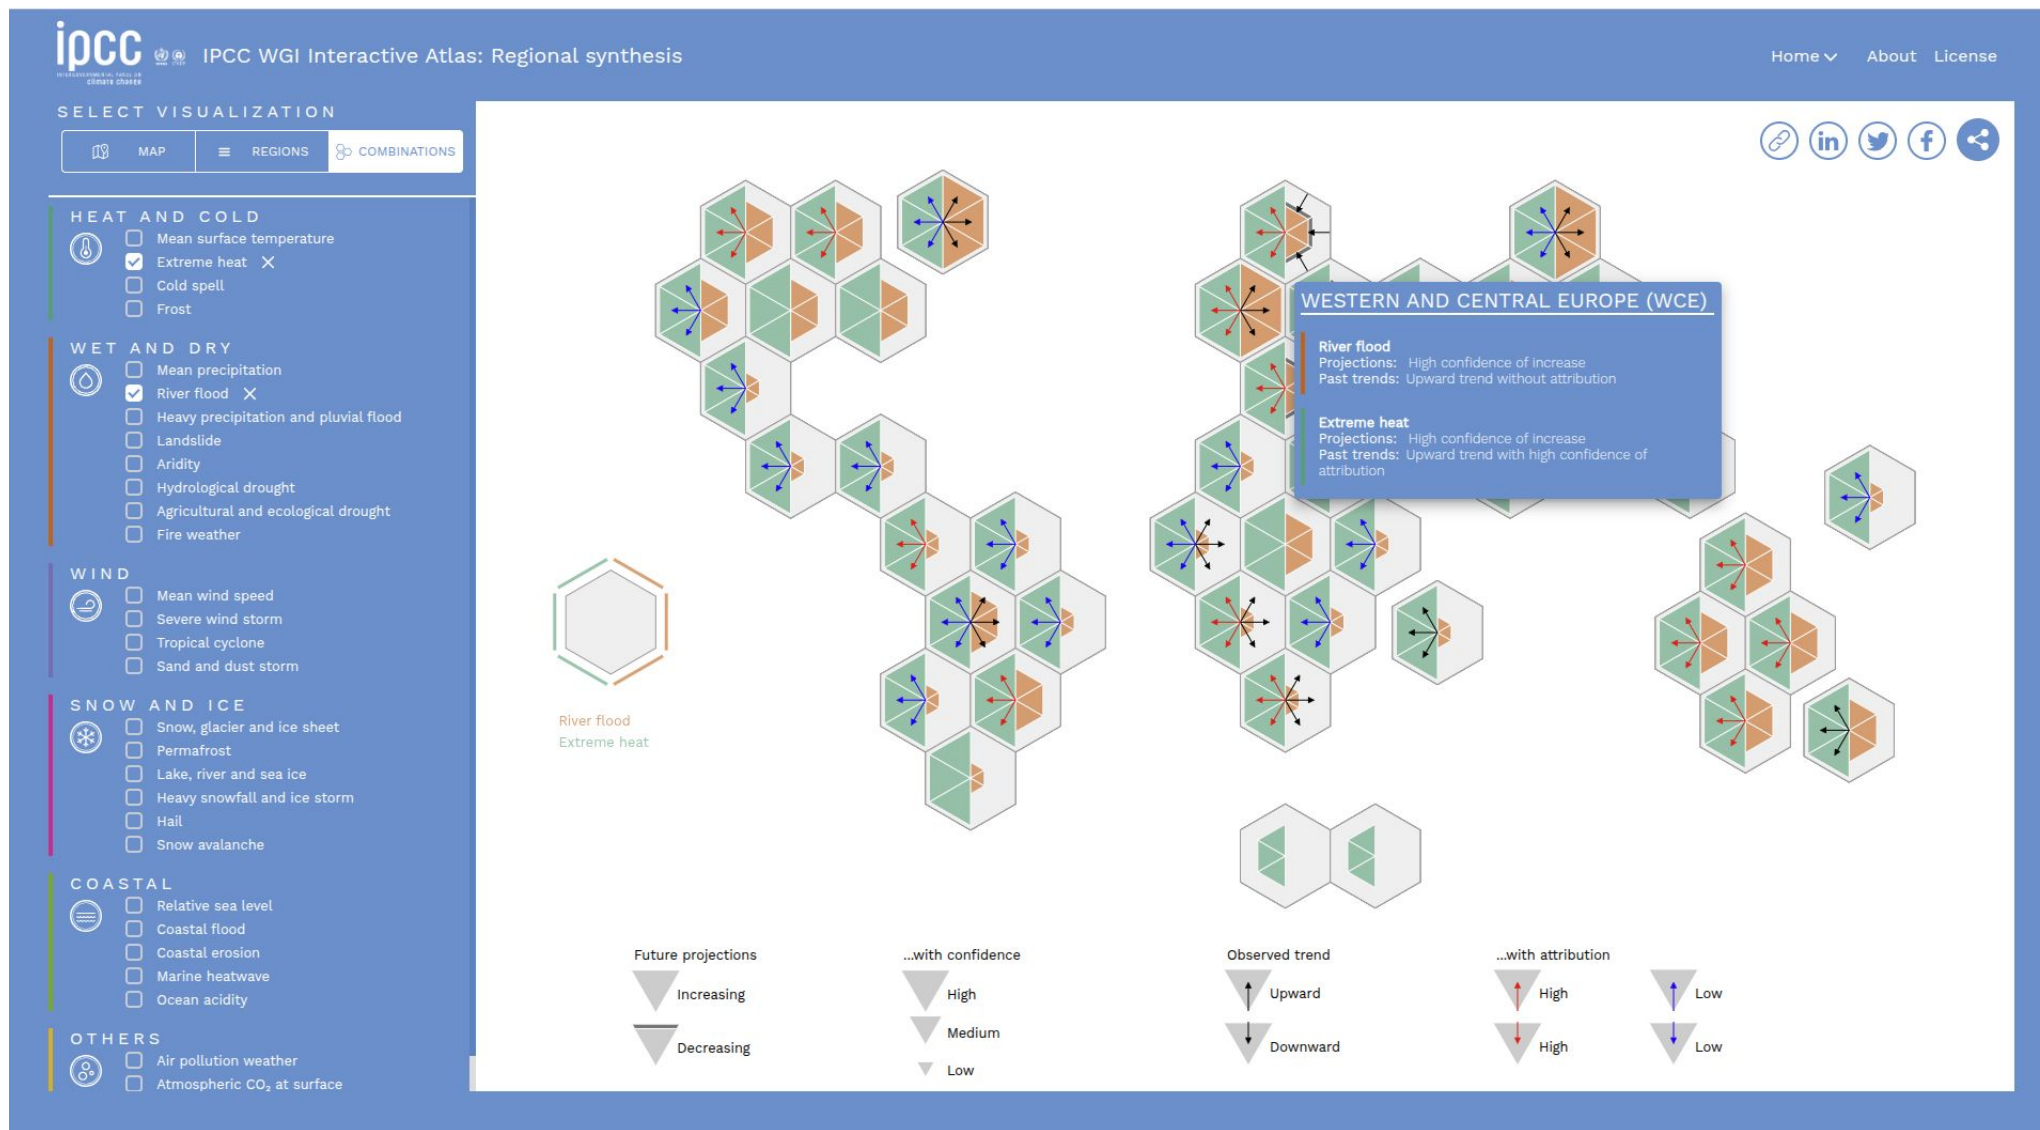 ipcc
climate change
IPCC WGI Interactive Atlas: Regional synthesis
Home
About
License
SELECT VISUALIZATION
MAP
REGIONS
COMBINATIONS
HEAT AND COLD
Mean surface temperature
Extreme heat
Cold spell
Frost
WET AND DRY
Mean precipitation
River flood
Heavy precipitation and pluvial flood
Landslide
Aridity
Hydrological drought
Agricultural and ecological drought
Fire weather
WIND
Mean wind speed
Severe wind storm
Tropical cyclone
Sand and dust storm
SNOW AND ICE
Snow, glacier and ice sheet
Permafrost
Lake, river and sea ice
Heavy snowfall and ice storm
Hail
Snow avalanche
COASTAL
Relative sea level
Coastal flood
Coastal erosion
Marine heatwave
Ocean acidity
OTHERS
Air pollution weather
Atmospheric CO₂ at surface
WESTERN AND CENTRAL EUROPE (WCE)
River flood
Projections: High confidence of increase
Past trends: Upward trend without attribution
Extreme heat
Projections: High confidence of increase
Past trends: Upward trend with high confidence of
attribution
River flood
Extreme heat
Future projections
Increasing
Decreasing
...with confidence
High
Medium
Low
Observed trend
Upward
Downward
...with attribution
High
Low
High
Low